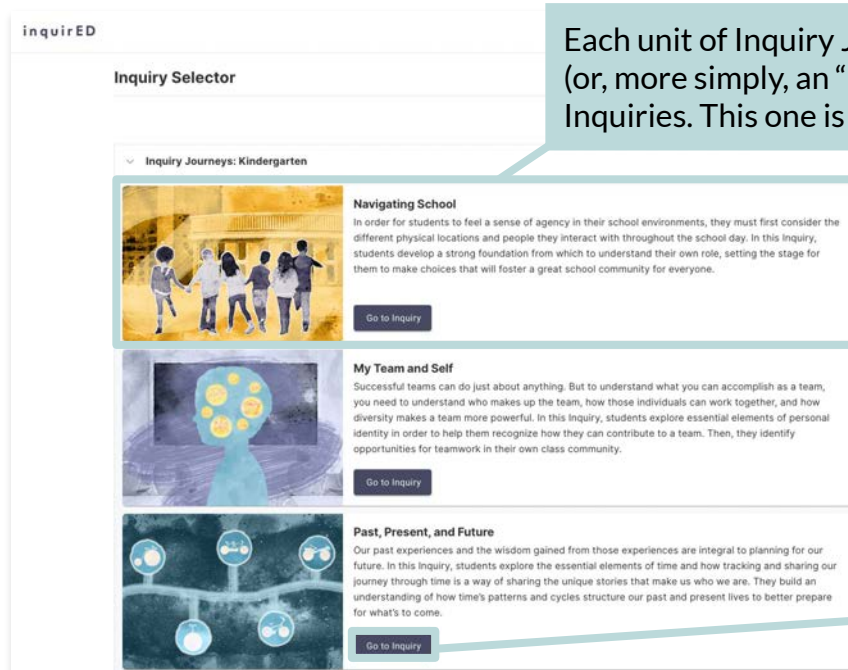 inquirED
Each unit of Inquiry J
(or, more simply, an “
Inquiries. This one is
Inquiry Selector
Inquiry Journeys: Kindergarten
Navigating School
In order for students to feel a sense of agency in their school environments, they must first consider the
different physical locations and people they interact with throughout the school day. In this Inquiry,
students develop a strong foundation from which to understand their own role, setting the stage for
them to make choices that will foster a great school community for everyone.
Go to Inquiry
My Team and Self
Successful teams can do just about anything. But to understand what you can accomplish as a team,
you need to understand who makes up the team, how those individuals can work together, and how
diversity makes a team more powerful. In this Inquiry, students explore essential elements of personal
identity in order to help them recognize how they can contribute to a team. Then, they identify
opportunities for teamwork in their own class community.
Go to Inquiry
Past, Present, and Future
Our past experiences and the wisdom gained from those experiences are integral to planning for our
future. In this Inquiry, students explore the essential elements of time and how tracking and sharing our
journey through time is a way of sharing the unique stories that make us who we are. They build an
understanding of how time's patterns and cycles structure our past and present lives to better prepare
for what's to come.
Go to Inquiry